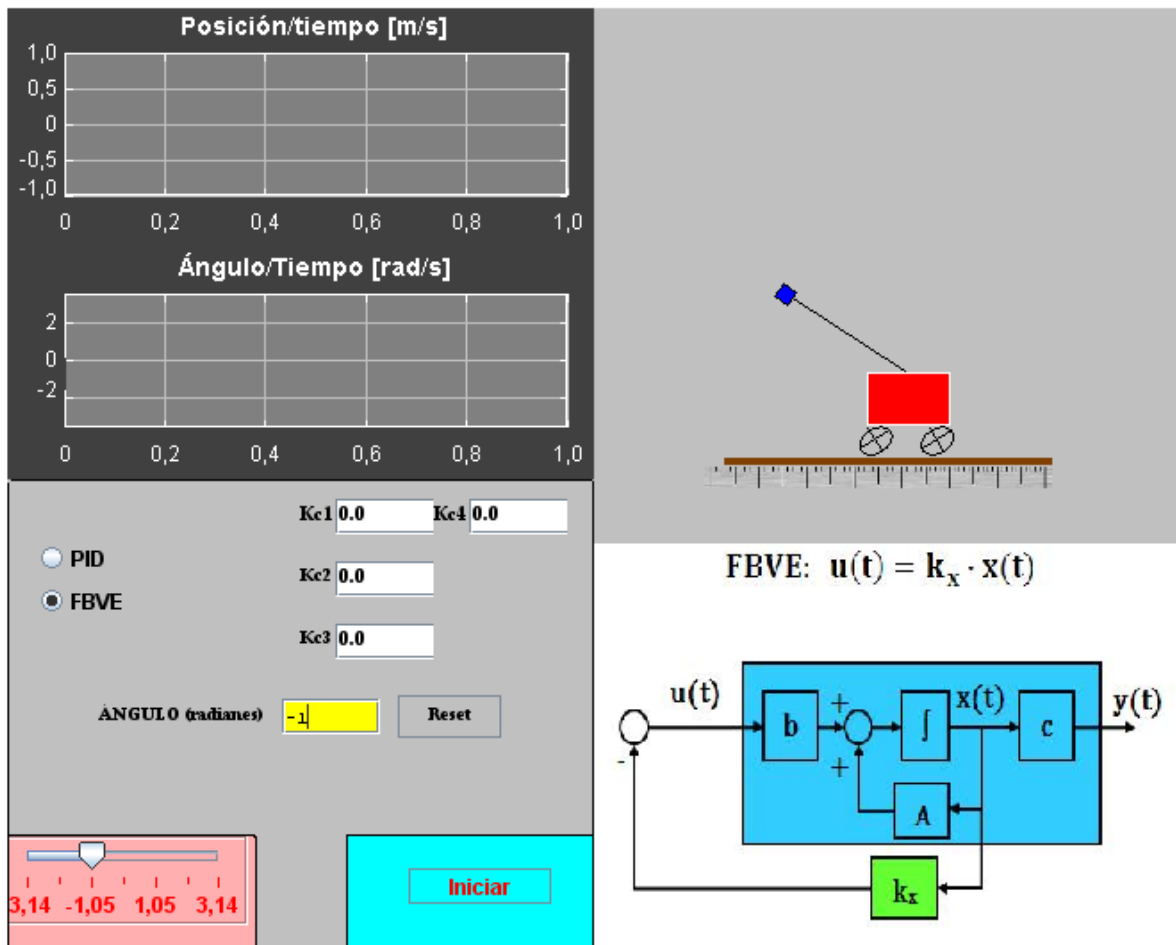 Posición/tiempo [m/s]
1,0
0,5
0
-0,5
-1,0
0 0,2 0,4 0,6 0,8 1,0
Ángulo/Tiempo [rad/s]
2
0
-2
0 0,2 0,4 0,6 0,8 1,0
PID
FBVE
Kc1 0.0 Kc4 0.0
Kc2 0.0
Kc3 0.0
ÁNGULO (radianes) -1 Reset
3,14 -1,05 1,05 3,14
Iniciar
FBVE: u(t) = kx · x(t)
u(t) b + ∫ x(t) c y(t)
- +
A
kx